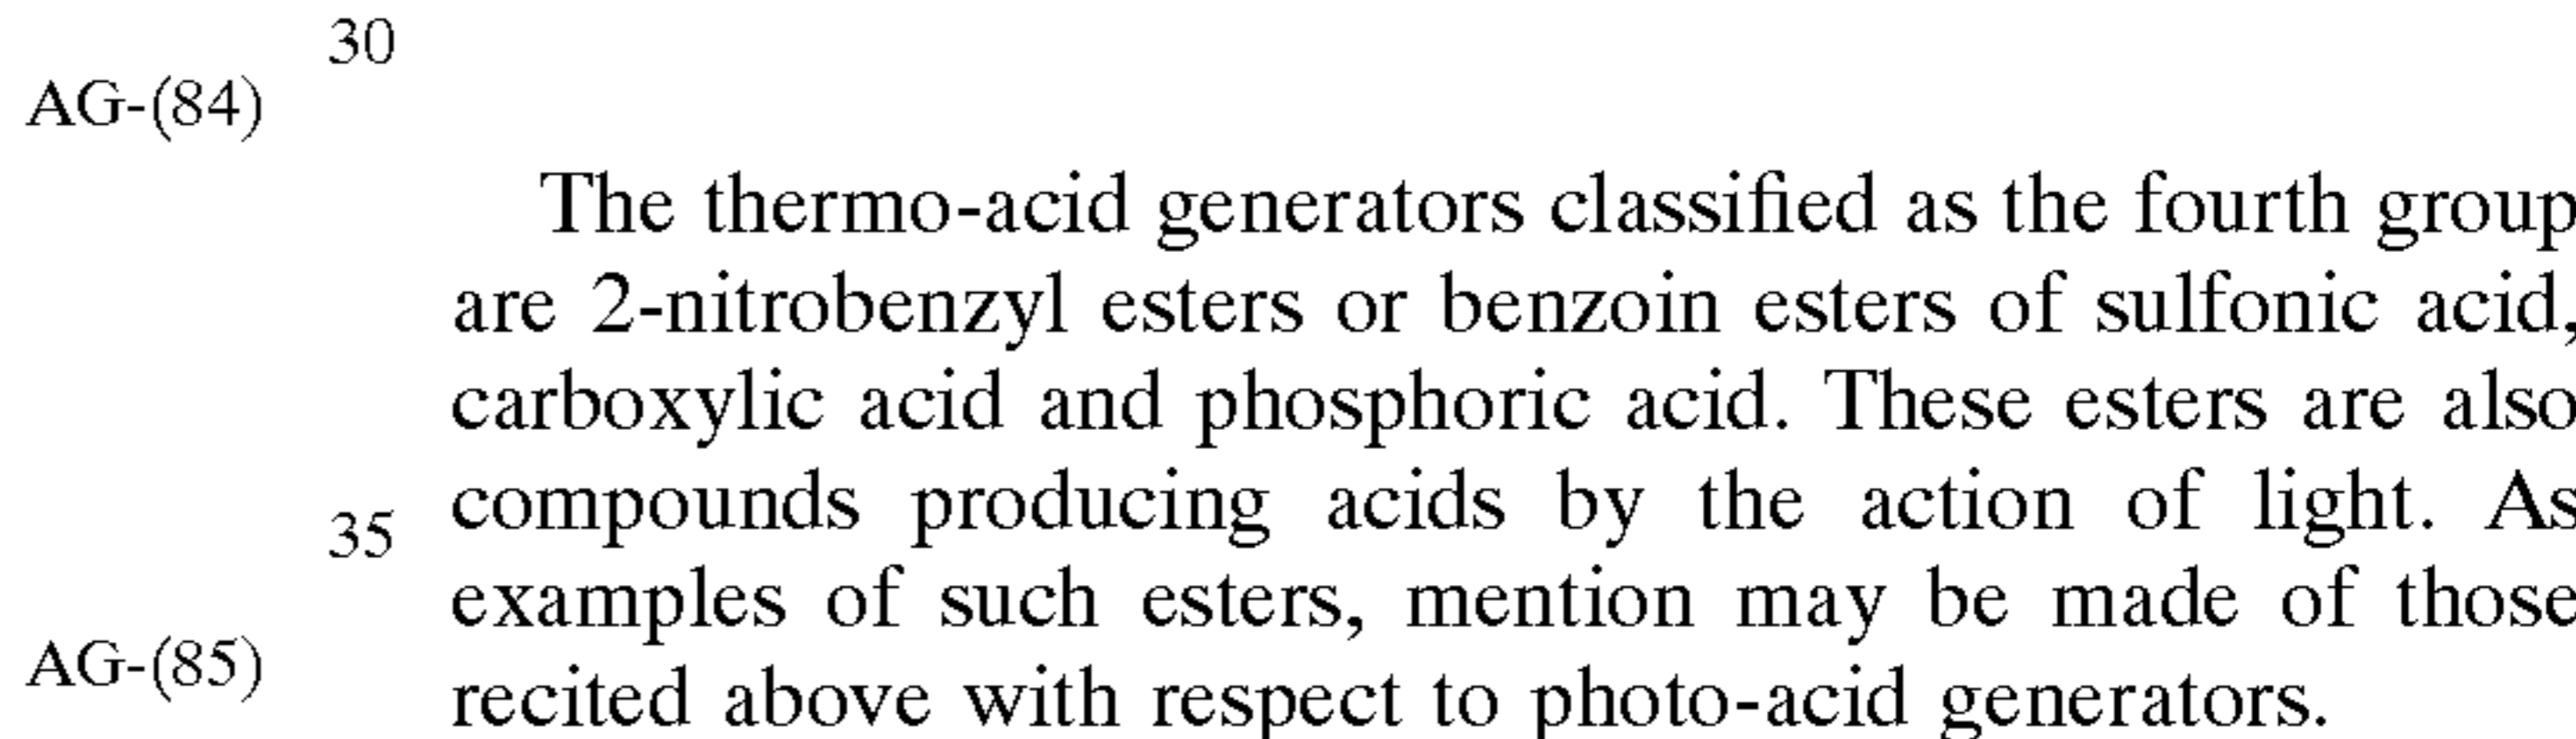 30
AG-(84)
The thermo-acid generators classified as the fourth group
are 2-nitrobenzyl esters or benzoin esters of sulfonic acid,
carboxylic acid and phosphoric acid. These esters are also
35 compounds producing acids by the action of light. As
examples of such esters, mention may be made of those
AG-(85)
recited above with respect to photo-acid generators.